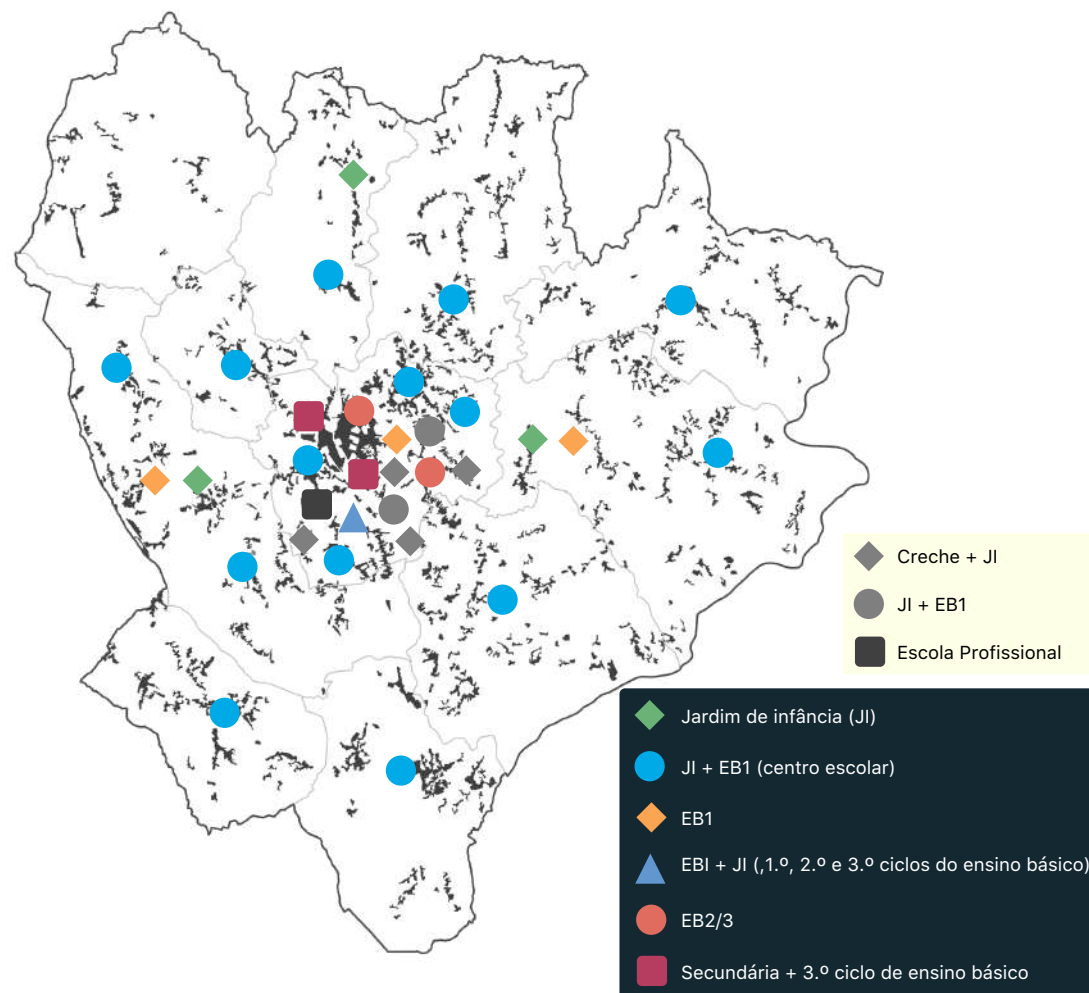 Creche + JI
JI + EB1
Escola Profissional
Jardim de infância (JI)
JI + EB1 (centro escolar)
EB1
EBI + JI (,1.º, 2.º e 3.º ciclos do ensino básico)
EB2/3
Secundária + 3.º ciclo de ensino básico